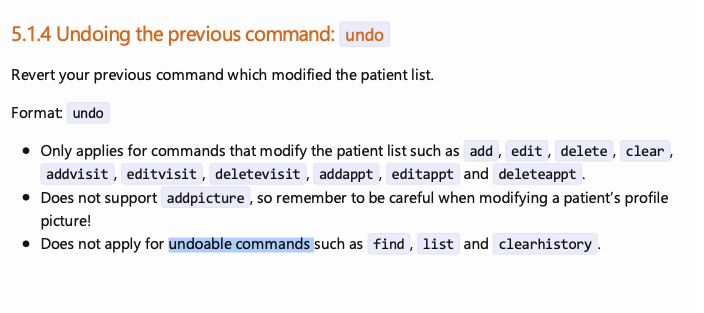 5.1.4 Undoing the previous command: undo
Revert your previous command which modified the patient list.
Format: undo
• Only applies for commands that modify the patient list such as add, edit, delete, clear,
addvisit, editvisit, deletevisit, addappt, editappt and deleteappt.
• Does not support addpicture, so remember to be careful when modifying a patient's profile
picture!
• Does not apply for undoable commands such as find, list and clearhistory.